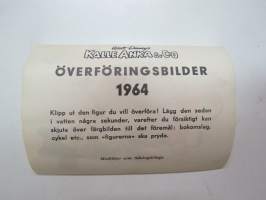 Walt Disney's
KALLE ANKA & C:O
ÖVERFÖRINGSBILDER
1964
Klipp ut den figur du vill överföra! Lägg den sedan
i vatten några sekunder, varefter du försiktigt kan
skjuta över färgbilden till det föremål: bokomslag,
cykel etc., som »figurerna» ska pryda.